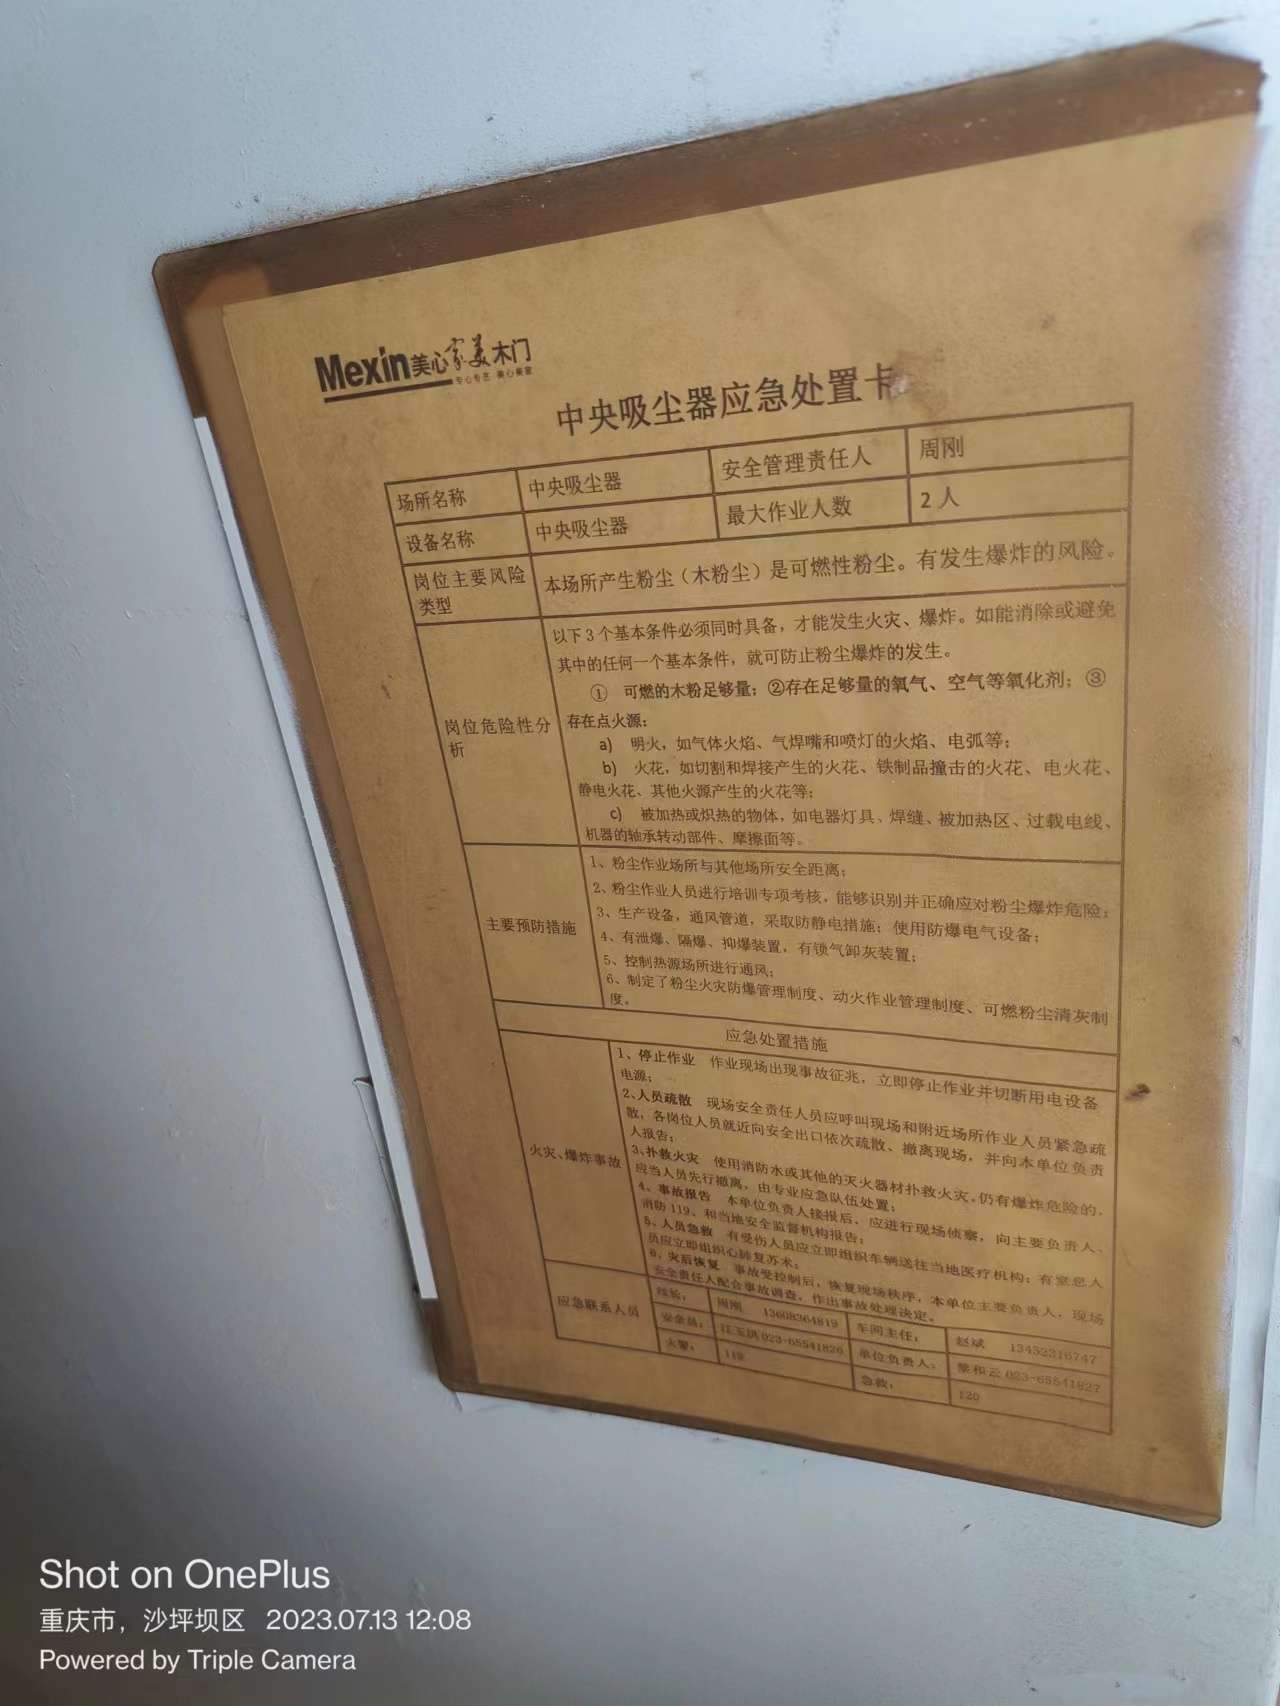 Mexin美心家美木门
专心专艺 美心美家
中央吸尘器应急处置卡
场所名称 中央吸尘器 安全管理责任人 周刚
设备名称 中央吸尘器 最大作业人数 2人
岗位主要风险类型 本场所产生粉尘（木粉尘）是可燃性粉尘。有发生爆炸的风险。
岗位危险性分析
以下3个基本条件必须同时具备，才能发生火灾、爆炸。如能消除或避免
其中的任何一个基本条件，就可防止粉尘爆炸的发生。
① 可燃的木粉足够量；②存在足够量的氧气、空气等氧化剂；③
存在点火源：
a) 明火，如气体火焰、气焊嘴和喷灯的火焰、电弧等；
b) 火花，如切割和焊接产生的火花、铁制品撞击的火花、电火花、
静电火花、其他火源产生的火花等；
c) 被加热或炽热的物体，如电器灯具、焊缝、被加热区、过载电线、
机器的轴承转动部件、摩擦面等。
主要预防措施
1、粉尘作业场所与其他场所安全距离；
2、粉尘作业人员进行培训专项考核，能够识别并正确应对粉尘爆炸危险；
3、生产设备，通风管道，采取防静电措施；使用防爆电气设备；
4、有泄爆、隔爆、抑爆装置，有锁气卸灰装置；
5、控制热源场所进行通风；
6、制定了粉尘火灾防爆管理制度、动火作业管理制度、可燃粉尘清灰制
度。
应急处置措施
火灾、爆炸事故
1、停止作业 作业现场出现事故征兆，立即停止作业并切断用电设备
电源；
2、人员疏散 现场安全责任人员应呼叫现场和附近场所作业人员紧急疏
散，各岗位人员就近向安全出口依次疏散、撤离现场，并向本单位负责
人报告；
3、扑救火灾 使用消防水或其他的灭火器材扑救火灾。仍有爆炸危险的，
应当人员先行撤离，由专业应急队伍处置；
4、事故报告 本单位负责人接报后，应进行现场侦察，向主要负责人、
消防119、和当地安全监督机构报告；
5、人员急救 有受伤人员应立即组织车辆送往当地医疗机构；有窒息人
员应立即组织心肺复苏术；
6、灾后恢复 事故受控制后，恢复现场秩序，本单位主要负责人，现场
安全责任人配合事故调查，作出事故处理决定。
应急联系人员
班长： 周刚 13608364819 车间主任： 赵斌 13452316747
安全员： 023-65541826 单位负责人： 黎和云 023-65541827
火警： 119 急救： 120
Shot on OnePlus
重庆市，沙坪坝区 2023.07.13 12:08
Powered by Triple Camera